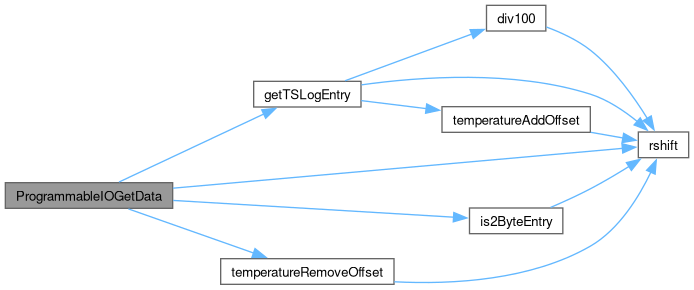 div100
getTSLogEntry
temperatureAddOffset
rshift
ProgrammableIOGetData
is2ByteEntry
temperatureRemoveOffset